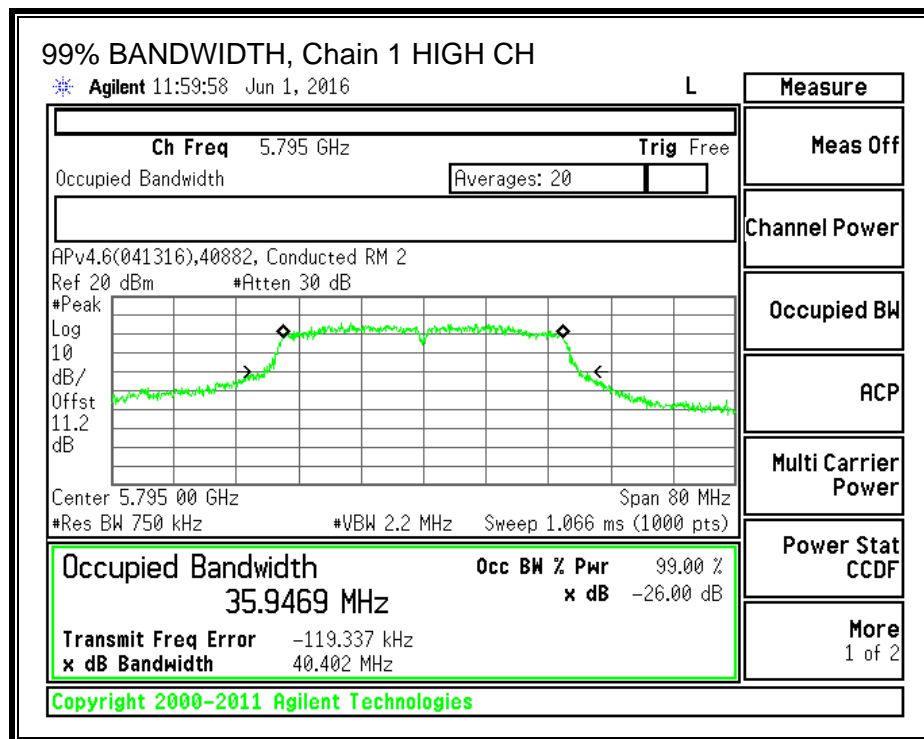 99% BANDWIDTH, Chain 1 HIGH CH
Agilent 11:59:58 Jun 1, 2016 L
Ch Freq 5.795 GHz Trig Free
Occupied Bandwidth Averages: 20
APv4.6(041316),40882, Conducted RM 2
Ref 20 dBm #Atten 30 dB
#Peak
Log
10
dB/
Offst
11.2
dB
Center 5.795 00 GHz Span 80 MHz
#Res BW 750 kHz #VBW 2.2 MHz Sweep 1.066 ms (1000 pts)
Occupied Bandwidth Occ BW % Pwr 99.00 %
35.9469 MHz x dB -26.00 dB
Transmit Freq Error -119.337 kHz
x dB Bandwidth 40.402 MHz
Copyright 2000-2011 Agilent Technologies
Measure
Meas Off
Channel Power
Occupied BW
ACP
Multi Carrier
Power
Power Stat
CCDF
More
1 of 2